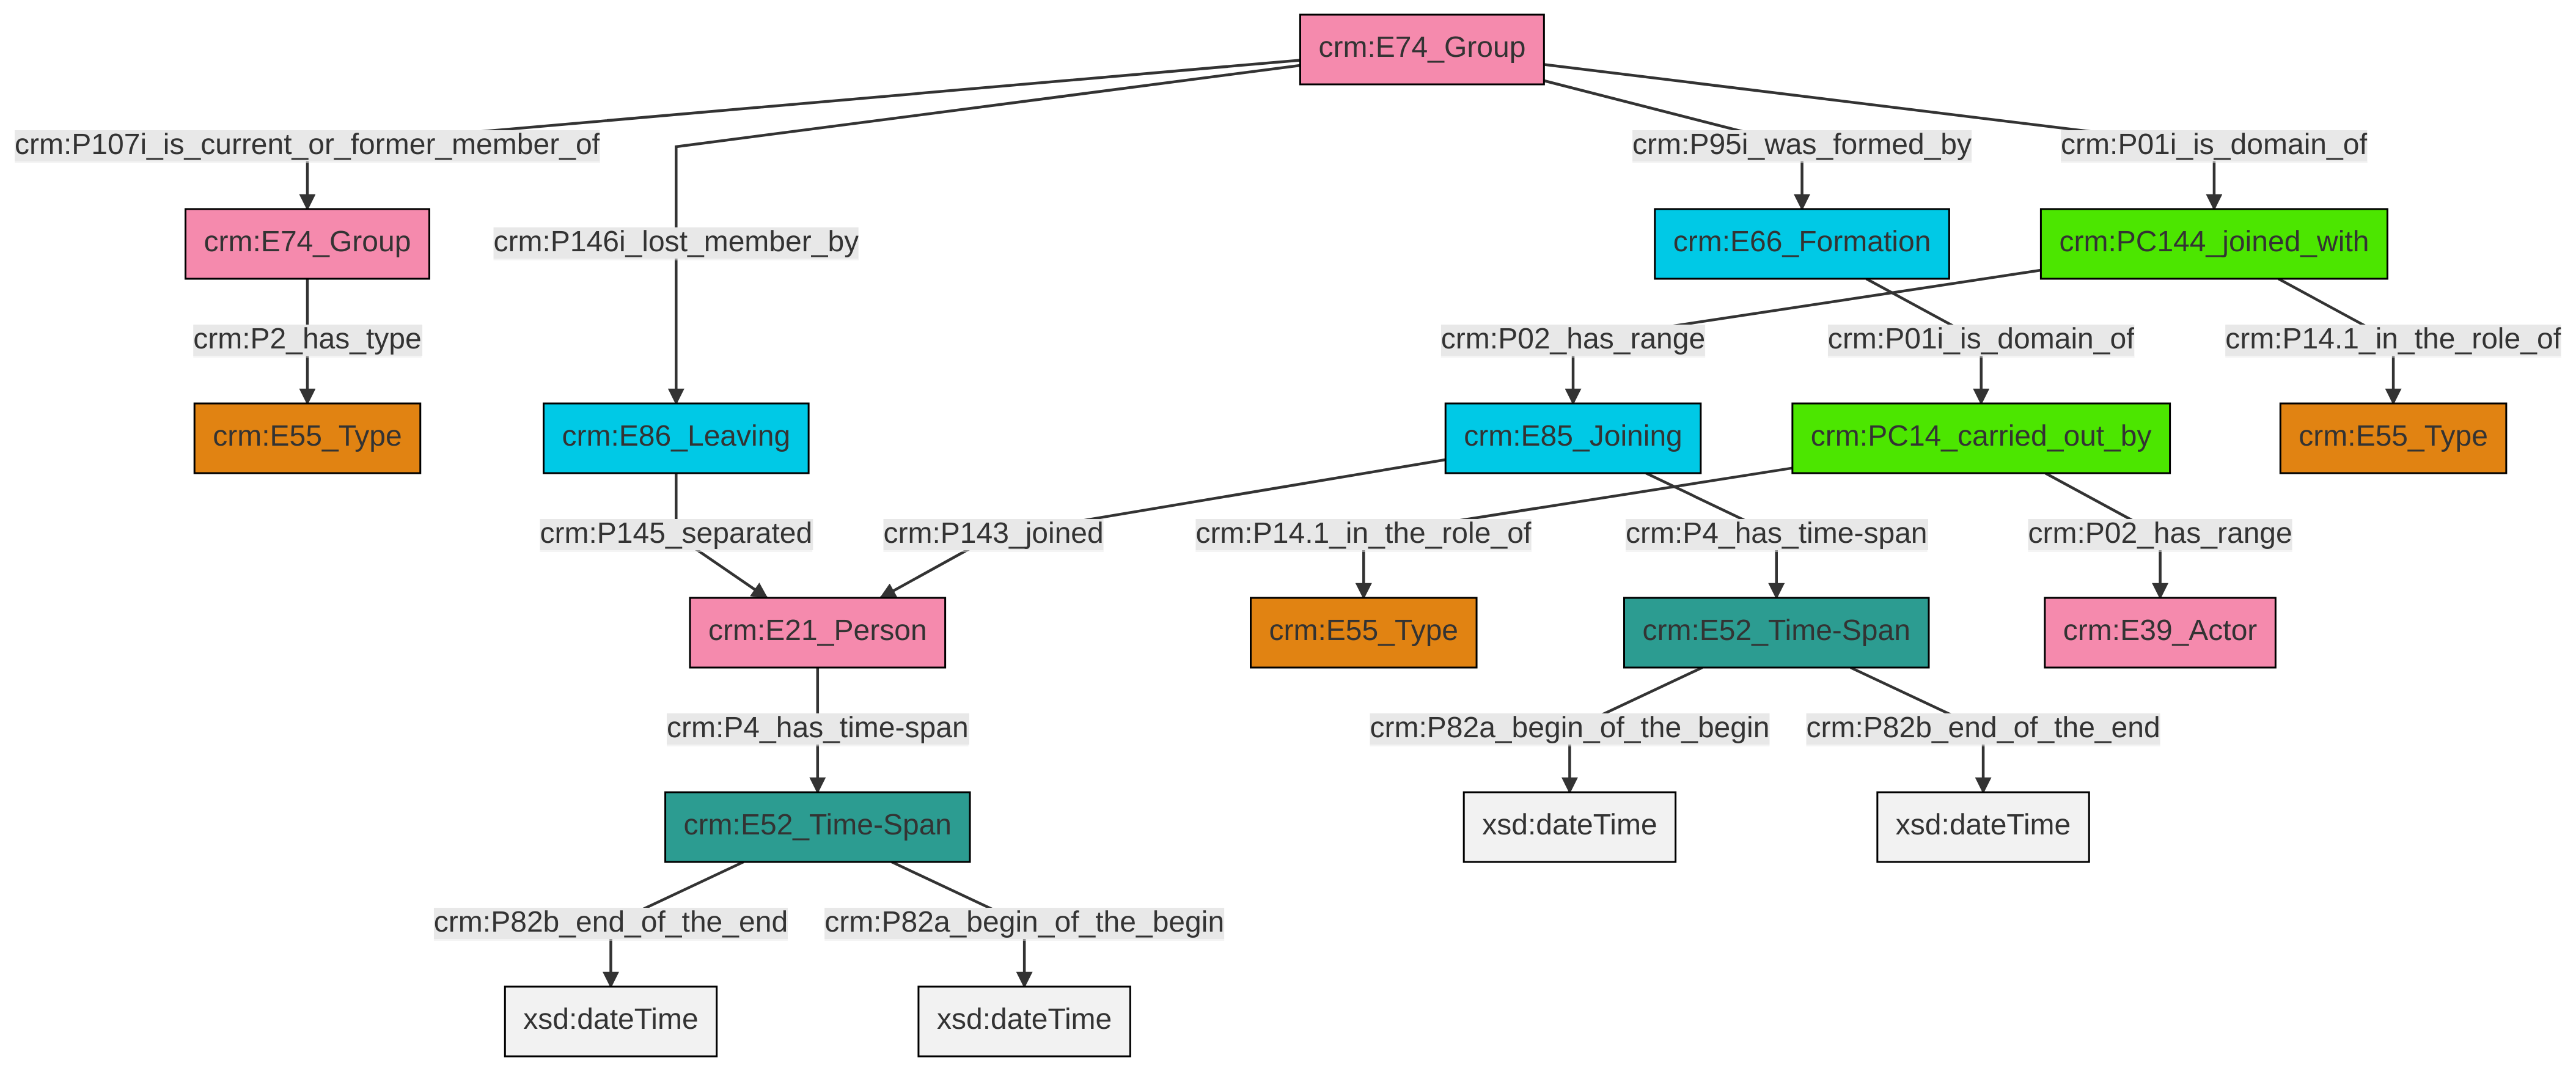 crm:E74_Group
crm:P107i_is_current_or_former_member_of
crm:P95i_was_formed_by
crm:P01i_is_domain_of
crm:E74_Group
crm:P146i_lost_member_by
crm:E66_Formation
crm:PC144_joined_with
crm:P2_has_type
crm:P02_has_range
crm:P01i_is_domain_of
crm:P14.1_in_the_role_of
crm:E55_Type
crm:E86_Leaving
crm:E85_Joining
crm:PC14_carried_out_by
crm:E55_Type
crm:P145_separated
crm:P143_joined
crm:P14.1_in_the_role_of
crm:P4_has_time-span
crm:P02_has_range
crm:E21_Person
crm:E55_Type
crm:E52_Time-Span
crm:E39_Actor
crm:P4_has_time-span
crm:P82a_begin_of_the_begin
crm:P82b_end_of_the_end
crm:E52_Time-Span
xsd:dateTime
xsd:dateTime
crm:P82b_end_of_the_end
crm:P82a_begin_of_the_begin
xsd:dateTime
xsd:dateTime